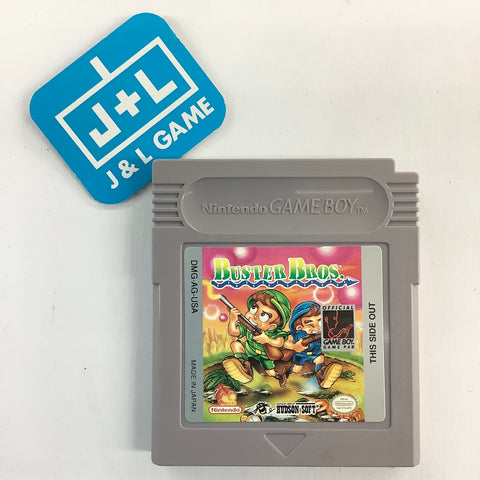 J+L
J & L GAME
Nintendo GAME BOY TM
DMG-AG-USA
MADE IN JAPAN
BUSTER BROS.
OFFICIAL
GAME BOY
GAME PAK
THIS SIDE OUT
Nintendo
HUDSON SOFT